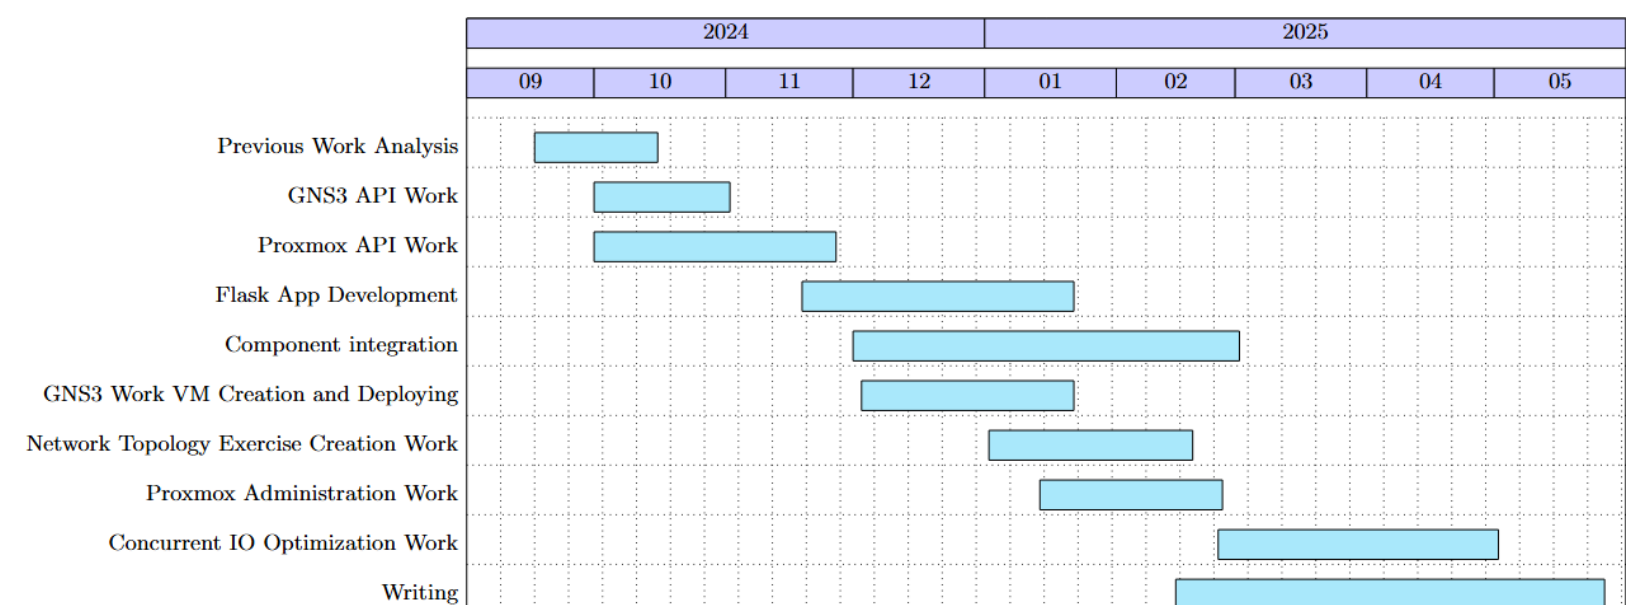 2024 2025
09 10 11 12 01 02 03 04 05
Previous Work Analysis
GNS3 API Work
Proxmox API Work
Flask App Development
Component integration
GNS3 Work VM Creation and Deploying
Network Topology Exercise Creation Work
Proxmox Administration Work
Concurrent IO Optimization Work
Writing